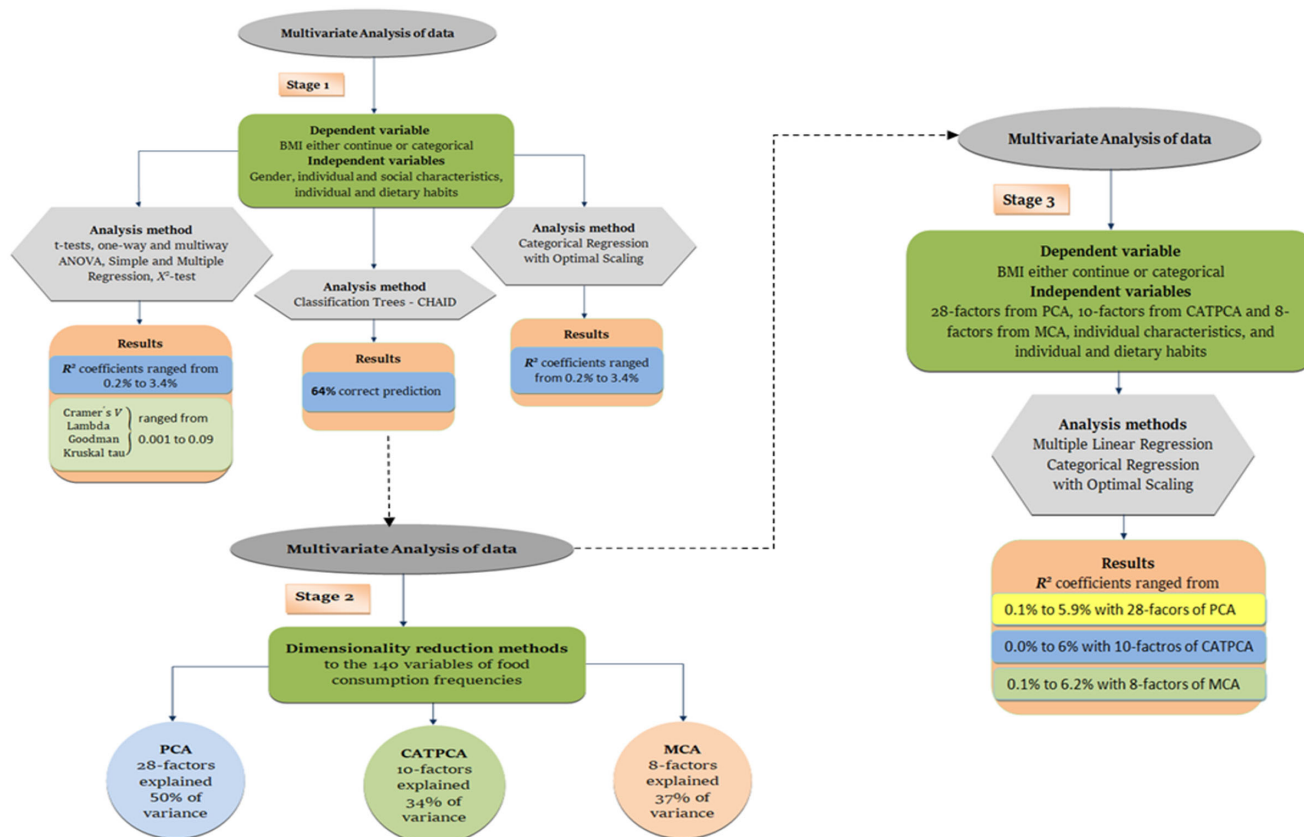 Multivariate Analysis of data
Stage 1
Dependent variable
BMI either continue or categorical
Independent variables
Gender, individual and social characteristics,
individual and dietary habits
Analysis method
t-tests, one-way and multiway
ANOVA, Simple and Multiple
Regression, X²-test
Results
R² coefficients ranged from
0.2% to 3.4%
Cramer's V
Lambda
Goodman
Kruskal tau
ranged from
0.001 to 0.09
Analysis method
Classification Trees - CHAID
Results
64% correct prediction
Analysis method
Categorical Regression
with Optimal Scaling
Results
R² coefficients ranged
from 0.2% to 3.4%
Multivariate Analysis of data
Stage 2
Dimensionality reduction methods
to the 140 variables of food
consumption frequencies
PCA
28-factors
explained
50% of
variance
CATPCA
10-factors
explained
34% of
variance
MCA
8-factors
explained
37% of
variance
Multivariate Analysis of data
Stage 3
Dependent variable
BMI either continue or categorical
Independent variables
28-factors from PCA, 10-factors from CATPCA and 8-
factors from MCA, individual characteristics, and
individual and dietary habits
Analysis methods
Multiple Linear Regression
Categorical Regression
with Optimal Scaling
Results
R² coefficients ranged from
0.1% to 5.9% with 28-facors of PCA
0.0% to 6% with 10-factros of CATPCA
0.1% to 6.2% with 8-factors of MCA